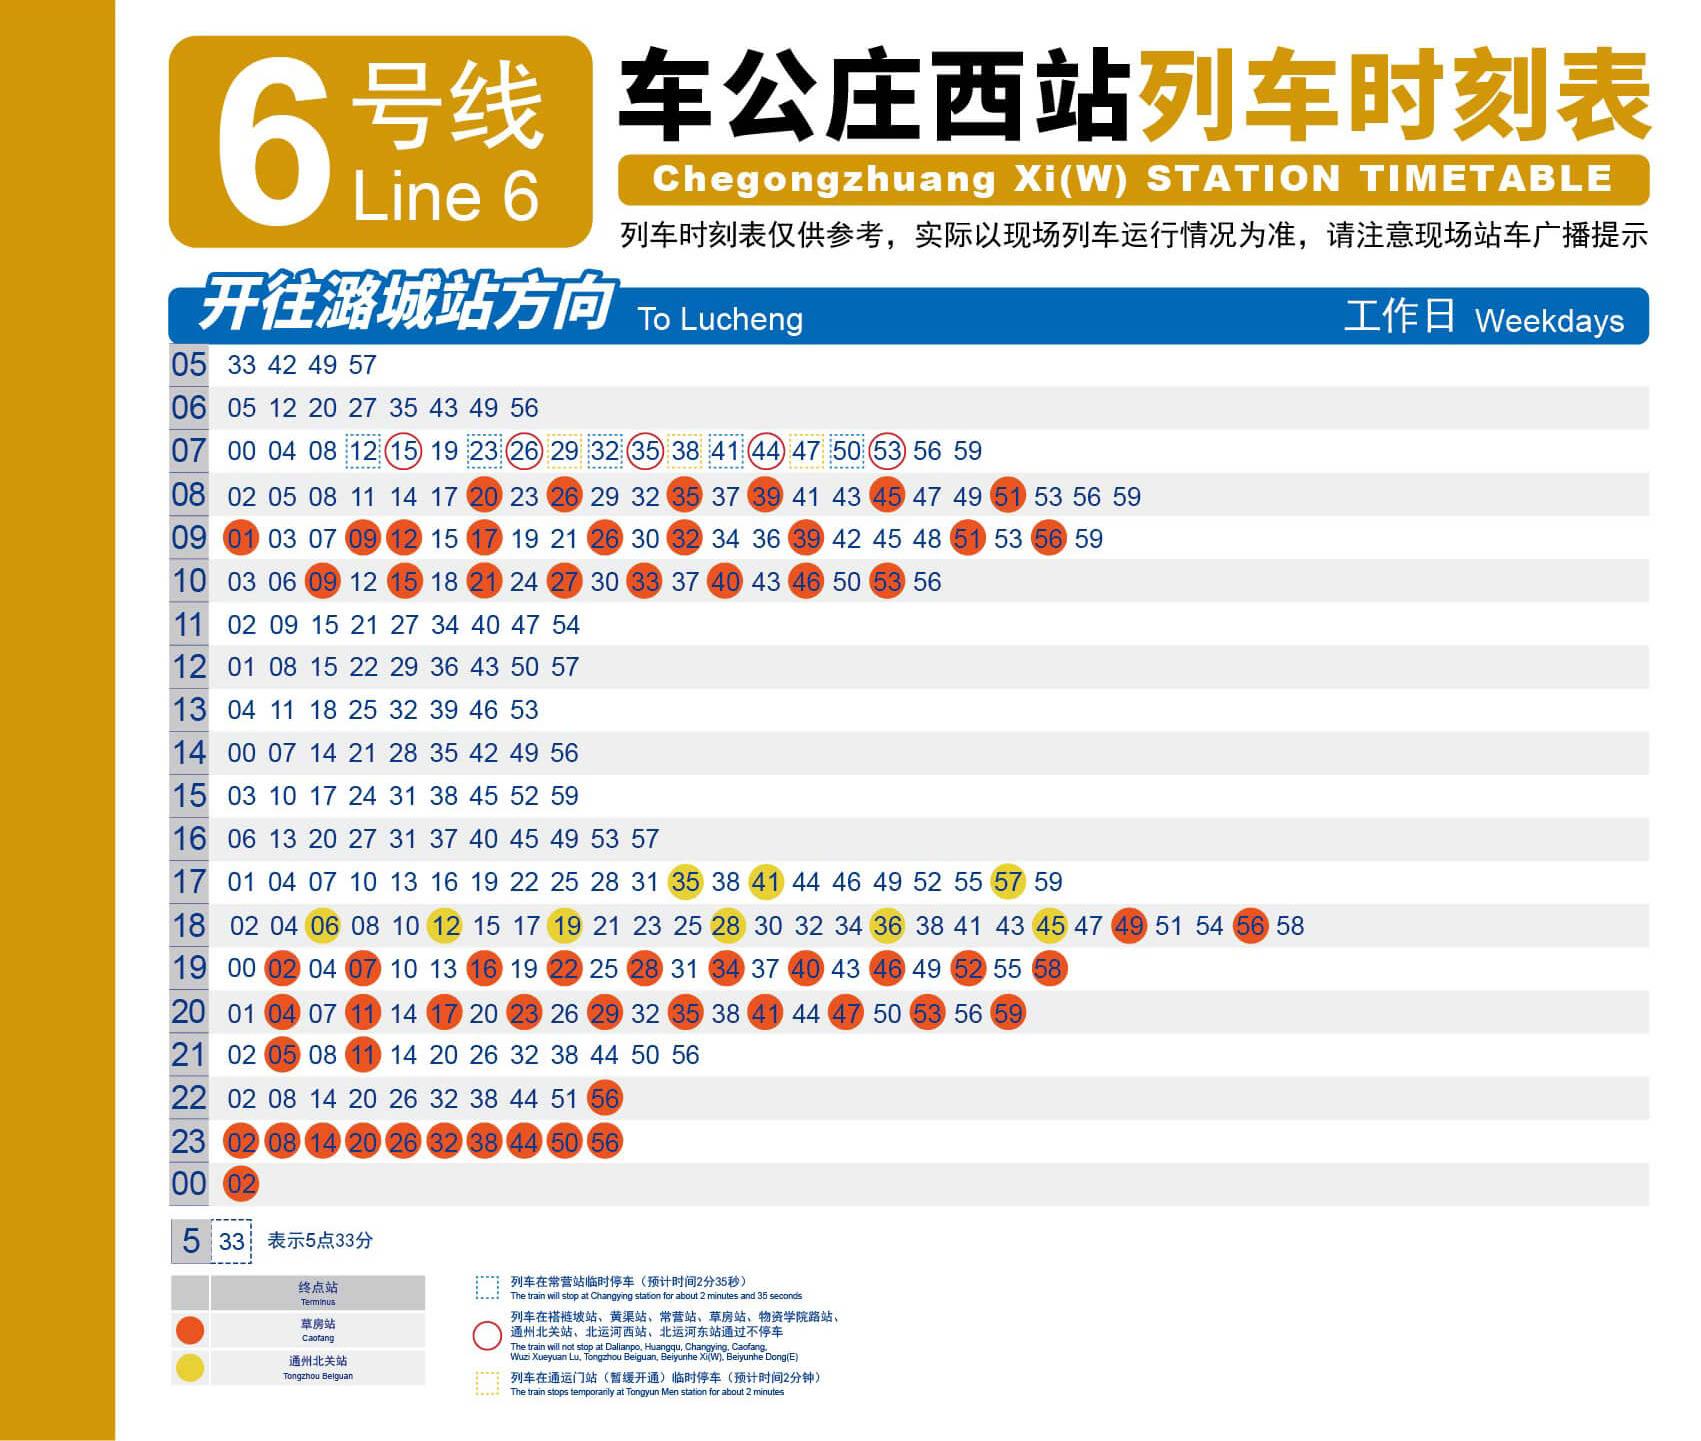 6 号线
Line 6
车公庄西站列车时刻表
Chegongzhuang Xi(W) STATION TIMETABLE
列车时刻表仅供参考，实际以现场列车运行情况为准，请注意现场站车广播提示
开往潞城站方向 To Lucheng 工作日 Weekdays
05 33 42 49 57
06 05 12 20 27 35 43 49 56
07 00 04 08 12 15 19 23 26 29 32 35 38 41 44 47 50 53 56 59
08 02 05 08 11 14 17 20 23 26 29 32 35 37 39 41 43 45 47 49 51 53 56 59
09 01 03 07 09 12 15 17 19 21 26 30 32 34 36 39 42 45 48 51 53 56 59
10 03 06 09 12 15 18 21 24 27 30 33 37 40 43 46 50 53 56
11 02 09 15 21 27 34 40 47 54
12 01 08 15 22 29 36 43 50 57
13 04 11 18 25 32 39 46 53
14 00 07 14 21 28 35 42 49 56
15 03 10 17 24 31 38 45 52 59
16 06 13 20 27 31 37 40 45 49 53 57
17 01 04 07 10 13 16 19 22 25 28 31 35 38 41 44 46 49 52 55 57 59
18 02 04 06 08 10 12 15 17 19 21 23 25 28 30 32 34 36 38 41 43 45 47 49 51 54 56 58
19 00 02 04 07 10 13 16 19 22 25 28 31 34 37 40 43 46 49 52 55 58
20 01 04 07 11 14 17 20 23 26 29 32 35 38 41 44 47 50 53 56 59
21 02 05 08 11 14 20 26 32 38 44 50 56
22 02 08 14 20 26 32 38 44 51 56
23 02 08 14 20 26 32 38 44 50 56
00 02
5 33 表示5点33分
终点站
Terminus
草房站
Caofang
通州北关站
Tongzhou Beiguan
列车在常营站临时停车（预计时间2分35秒）
The train will stop at Changying station for about 2 minutes and 35 seconds
列车在褡裢坡站、黄渠站、常营站、草房站、物资学院路站、
通州北关站、北运河西站、北运河东站通过不停车
The train will not stop at Dalianpo, Huangqu, Changying, Caofang,
Wuzi Xueyuan Lu, Tongzhou Beiguan, Beiyunhe Xi(W), Beiyunhe Dong(E)
列车在通运门站（暂缓开通）临时停车（预计时间2分钟）
The train stops temporarily at Tongyun Men station for about 2 minutes